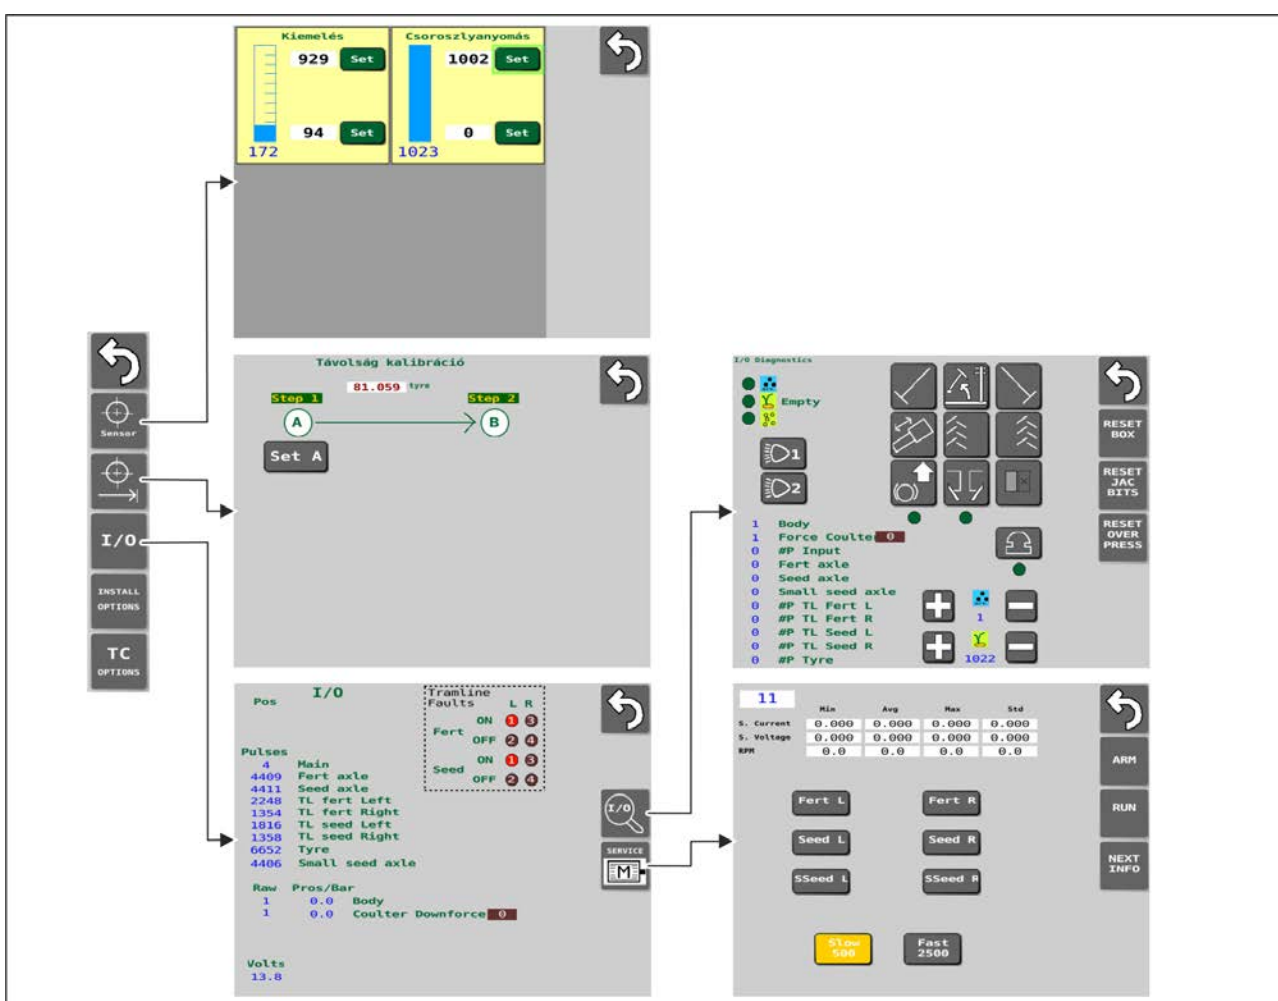 Kiemelés
929 Set
94 Set
172
Csoroszlyanyomás
1002 Set
0 Set
1023
Sensor
I/O
INSTALL
OPTIONS
TC
OPTIONS
Távolság kalibráció
81.059 tyre
Step 1 Step 2
A B
Set A
I/O Diagnostics
Empty
1
2
1 Body
1 Force Coulte 0
0 #P Input
0 Fert axle
0 Seed axle
0 Small seed axle
0 #P TL Fert L
0 #P TL Fert R
0 #P TL Seed L
0 #P TL Seed R
0 #P Tyre
1
1022
RESET
BOX
RESET
JAC
BITS
RESET
OVER
PRESS
I/O
Pos
Tramline
Faults L R
Fert ON 1 3
OFF 2 4
Seed ON 1 3
OFF 2 4
Pulses
4 Main
4409 Fert axle
4411 Seed axle
2248 TL fert Left
1354 TL fert Right
1816 TL seed Left
1358 TL seed Right
6652 Tyre
4406 Small seed axle
Raw Pros/Bar
1 0.0 Body
1 0.0 Coulter Downforce 0
Volts
13.8
I/O
SERVICE
M
11
Min Avg Max Std
S. Current 0.000 0.000 0.000 0.000
S. Voltage 0.000 0.000 0.000 0.000
RPM 0.0 0.0 0.0 0.0
Fert L Fert R
Seed L Seed R
SSeed L SSeed R
Slow
500
Fast
2500
ARM
RUN
NEXT
INFO